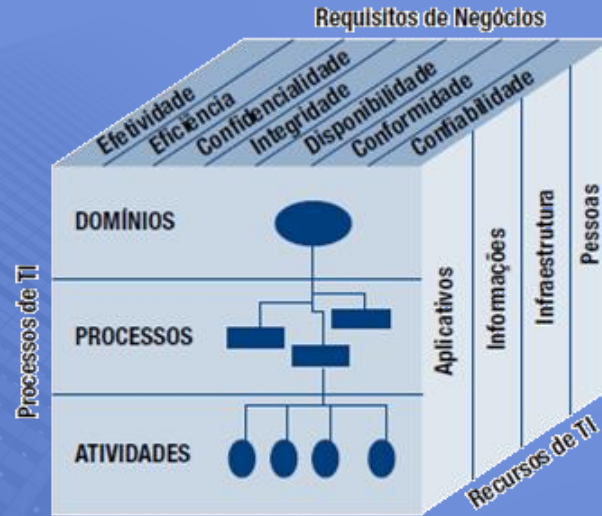 Requisitos de Negócios
Efetividade
Eficiência
Confidencialidade
Integridade
Disponibilidade
Conformidade
Confiabilidade
Processos de TI
DOMÍNIOS
PROCESSOS
ATIVIDADES
Aplicativos
Informações
Infraestrutura
Pessoas
Recursos de TI